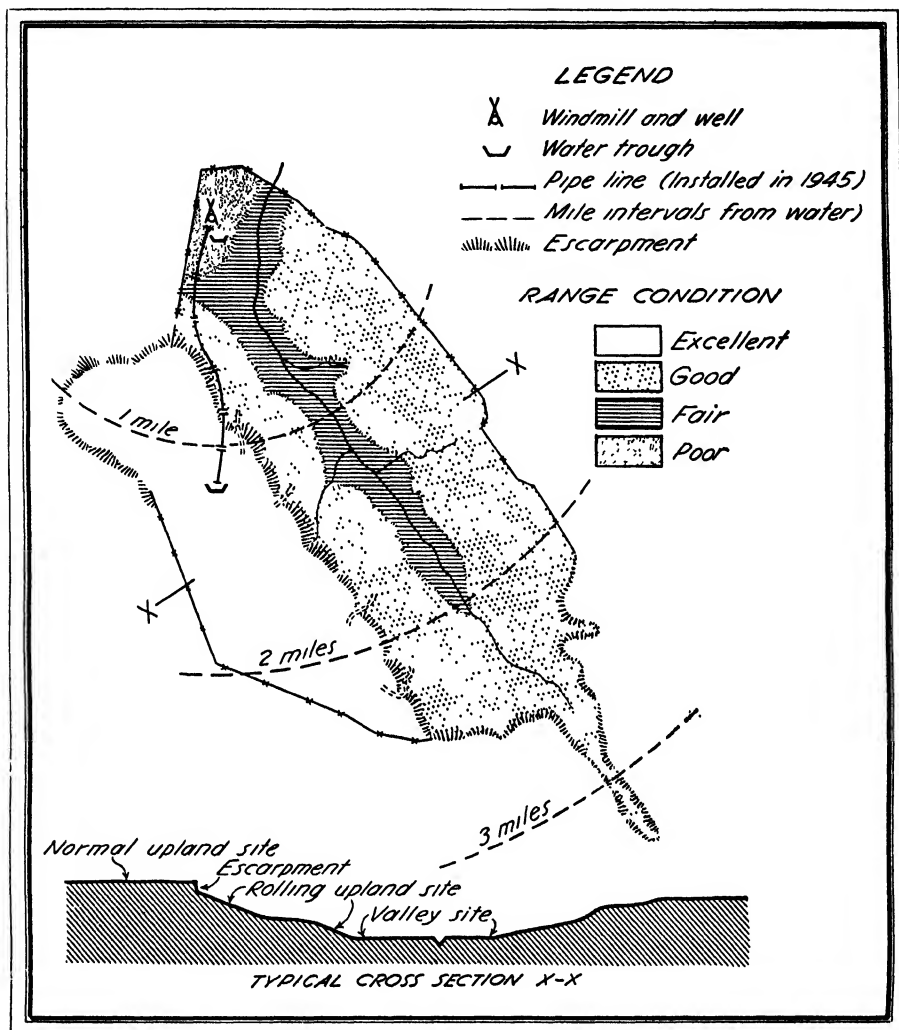 LEGEND
Windmill and well
Water trough
Pipe line (Installed in 1945)
Mile intervals from water)
Escarpment
RANGE CONDITION
Excellent
Good
Fair
Poor
X
1 mile
X
2 miles
3 miles
Normal upland site
Escarpment
Rolling upland site
Valley site
TYPICAL CROSS SECTION X-X